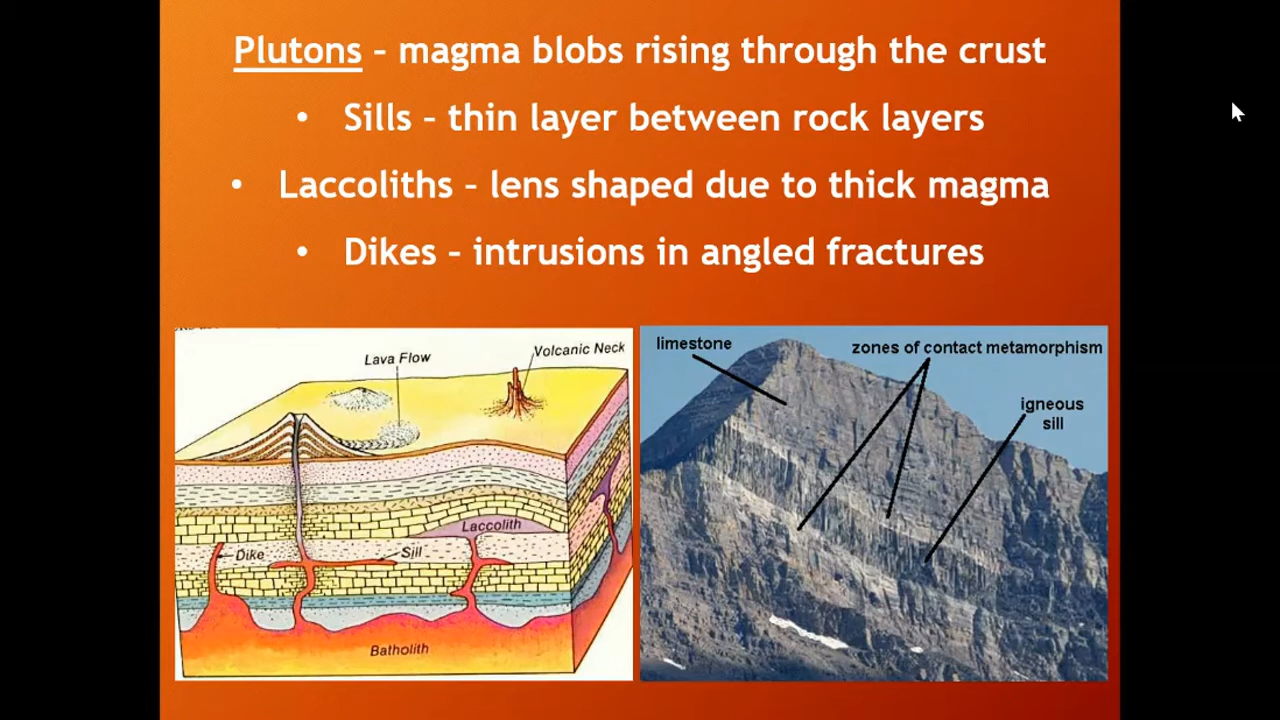 Plutons – magma blobs rising through the crust
• Sills – thin layer between rock layers
• Laccoliths – lens shaped due to thick magma
• Dikes – intrusions in angled fractures
Lava Flow
Volcanic Neck
Laccolith
Dike
Sill
Batholith
limestone
zones of contact metamorphism
igneous
sill